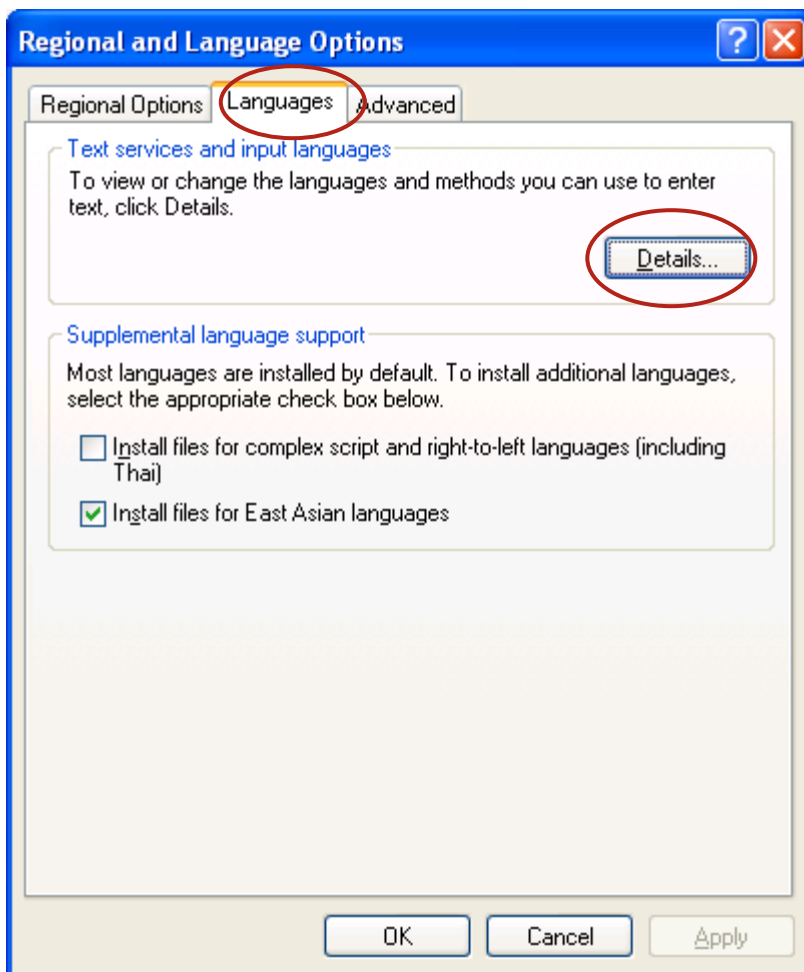 Regional and Language Options
Regional Options Languages Advanced
Text services and input languages
To view or change the languages and methods you can use to enter
text, click Details.
Details...
Supplemental language support
Most languages are installed by default. To install additional languages,
select the appropriate check box below.
Install files for complex script and right-to-left languages (including
Thai)
Install files for East Asian languages
OK Cancel Apply